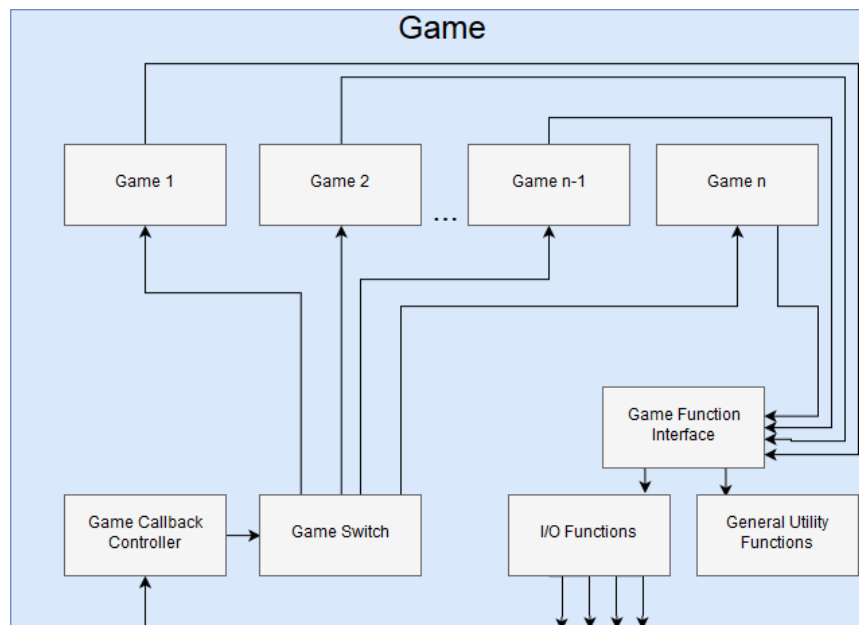 Game
Game 1
Game 2
...
Game n-1
Game n
Game Function
Interface
Game Callback
Controller
Game Switch
I/O Functions
General Utility
Functions